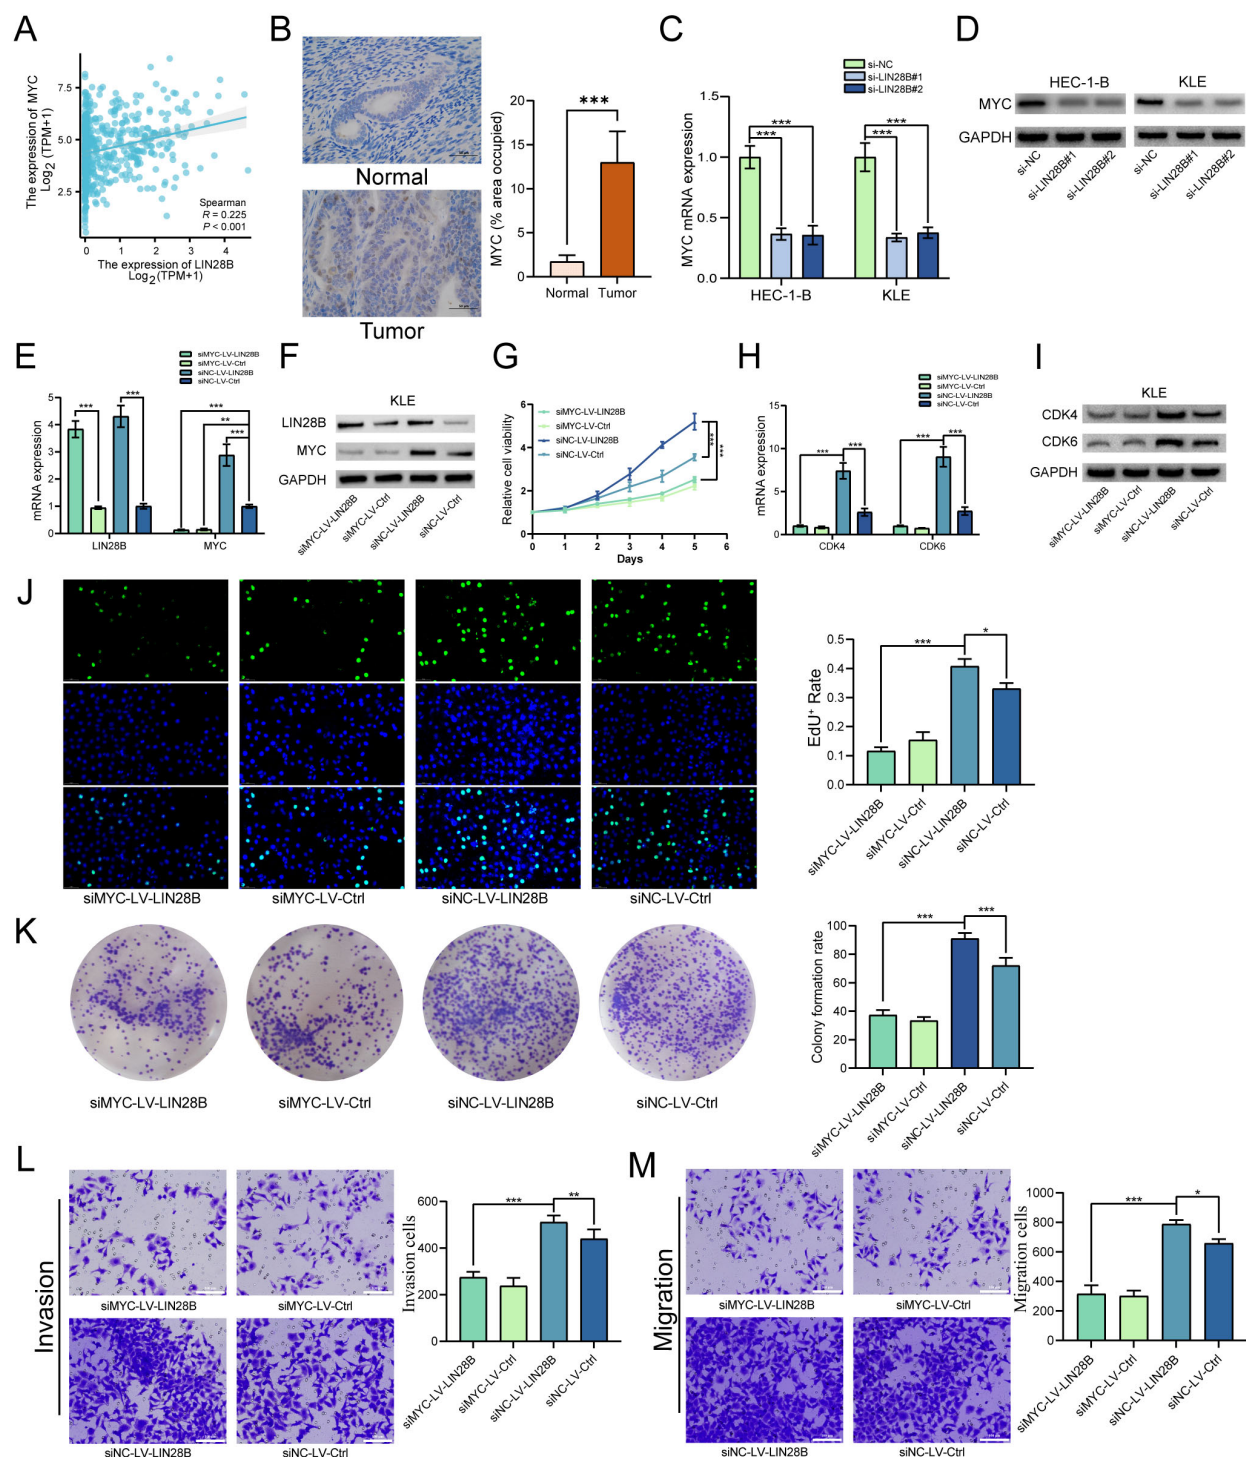 A
The expression of MYC
Log2 (TPM+1)
7.5
5.0
2.5
Spearman
R = 0.225
P < 0.001
0 1 2 3 4
The expression of LIN28B
Log2(TPM+1)
B
Normal
Tumor
MYC (% area occupied)
20
15
10
5
0
***
Normal Tumor
C
si-NC
si-LIN28B#1
si-LIN28B#2
MYC mRNA expression
1.5
1.0
0.5
0.0
***
***
***
***
HEC-1-B KLE
D
HEC-1-B KLE
MYC
GAPDH
si-NC
si-LIN28B#1
si-LIN28B#2
si-NC
si-LIN28B#1
si-LIN28B#2
E
siMYC-LV-LIN28B
siMYC-LV-Ctrl
siNC-LV-LIN28B
siNC-LV-Ctrl
mRNA expression
5
4
3
2
1
0
***
***
***
**
***
LIN28B MYC
F
KLE
LIN28B
MYC
GAPDH
siMYC-LV-LIN28B
siMYC-LV-Ctrl
siNC-LV-LIN28B
siNC-LV-Ctrl
G
Relative cell viability
6
4
2
0
siMYC-LV-LIN28B
siMYC-LV-Ctrl
siNC-LV-LIN28B
siNC-LV-Ctrl
***
***
0 1 2 3 4 5 6
Days
H
siMYC-LV-LIN28B
siMYC-LV-Ctrl
siNC-LV-LIN28B
siNC-LV-Ctrl
mRNA expression
15
10
5
0
***
***
***
***
CDK4 CDK6
I
KLE
CDK4
CDK6
GAPDH
siMYC-LV-LIN28B
siMYC-LV-Ctrl
siNC-LV-LIN28B
siNC-LV-Ctrl
J
siMYC-LV-LIN28B
siMYC-LV-Ctrl
siNC-LV-LIN28B
siNC-LV-Ctrl
EdU+ Rate
0.5
0.4
0.3
0.2
0.1
0.0
***
*
siMYC-LV-LIN28B
siMYC-LV-Ctrl
siNC-LV-LIN28B
siNC-LV-Ctrl
K
siMYC-LV-LIN28B
siMYC-LV-Ctrl
siNC-LV-LIN28B
siNC-LV-Ctrl
Colony formation rate
100
80
60
40
20
0
***
***
siMYC-LV-LIN28B
siMYC-LV-Ctrl
siNC-LV-LIN28B
siNC-LV-Ctrl
L
Invasion
siMYC-LV-LIN28B
siMYC-LV-Ctrl
siNC-LV-LIN28B
siNC-LV-Ctrl
Invasion cells
600
400
200
0
***
**
siMYC-LV-LIN28B
siMYC-LV-Ctrl
siNC-LV-LIN28B
siNC-LV-Ctrl
M
Migration
siMYC-LV-LIN28B
siMYC-LV-Ctrl
siNC-LV-LIN28B
siNC-LV-Ctrl
Migration cells
1000
800
600
400
200
0
***
*
siMYC-LV-LIN28B
siMYC-LV-Ctrl
siNC-LV-LIN28B
siNC-LV-Ctrl